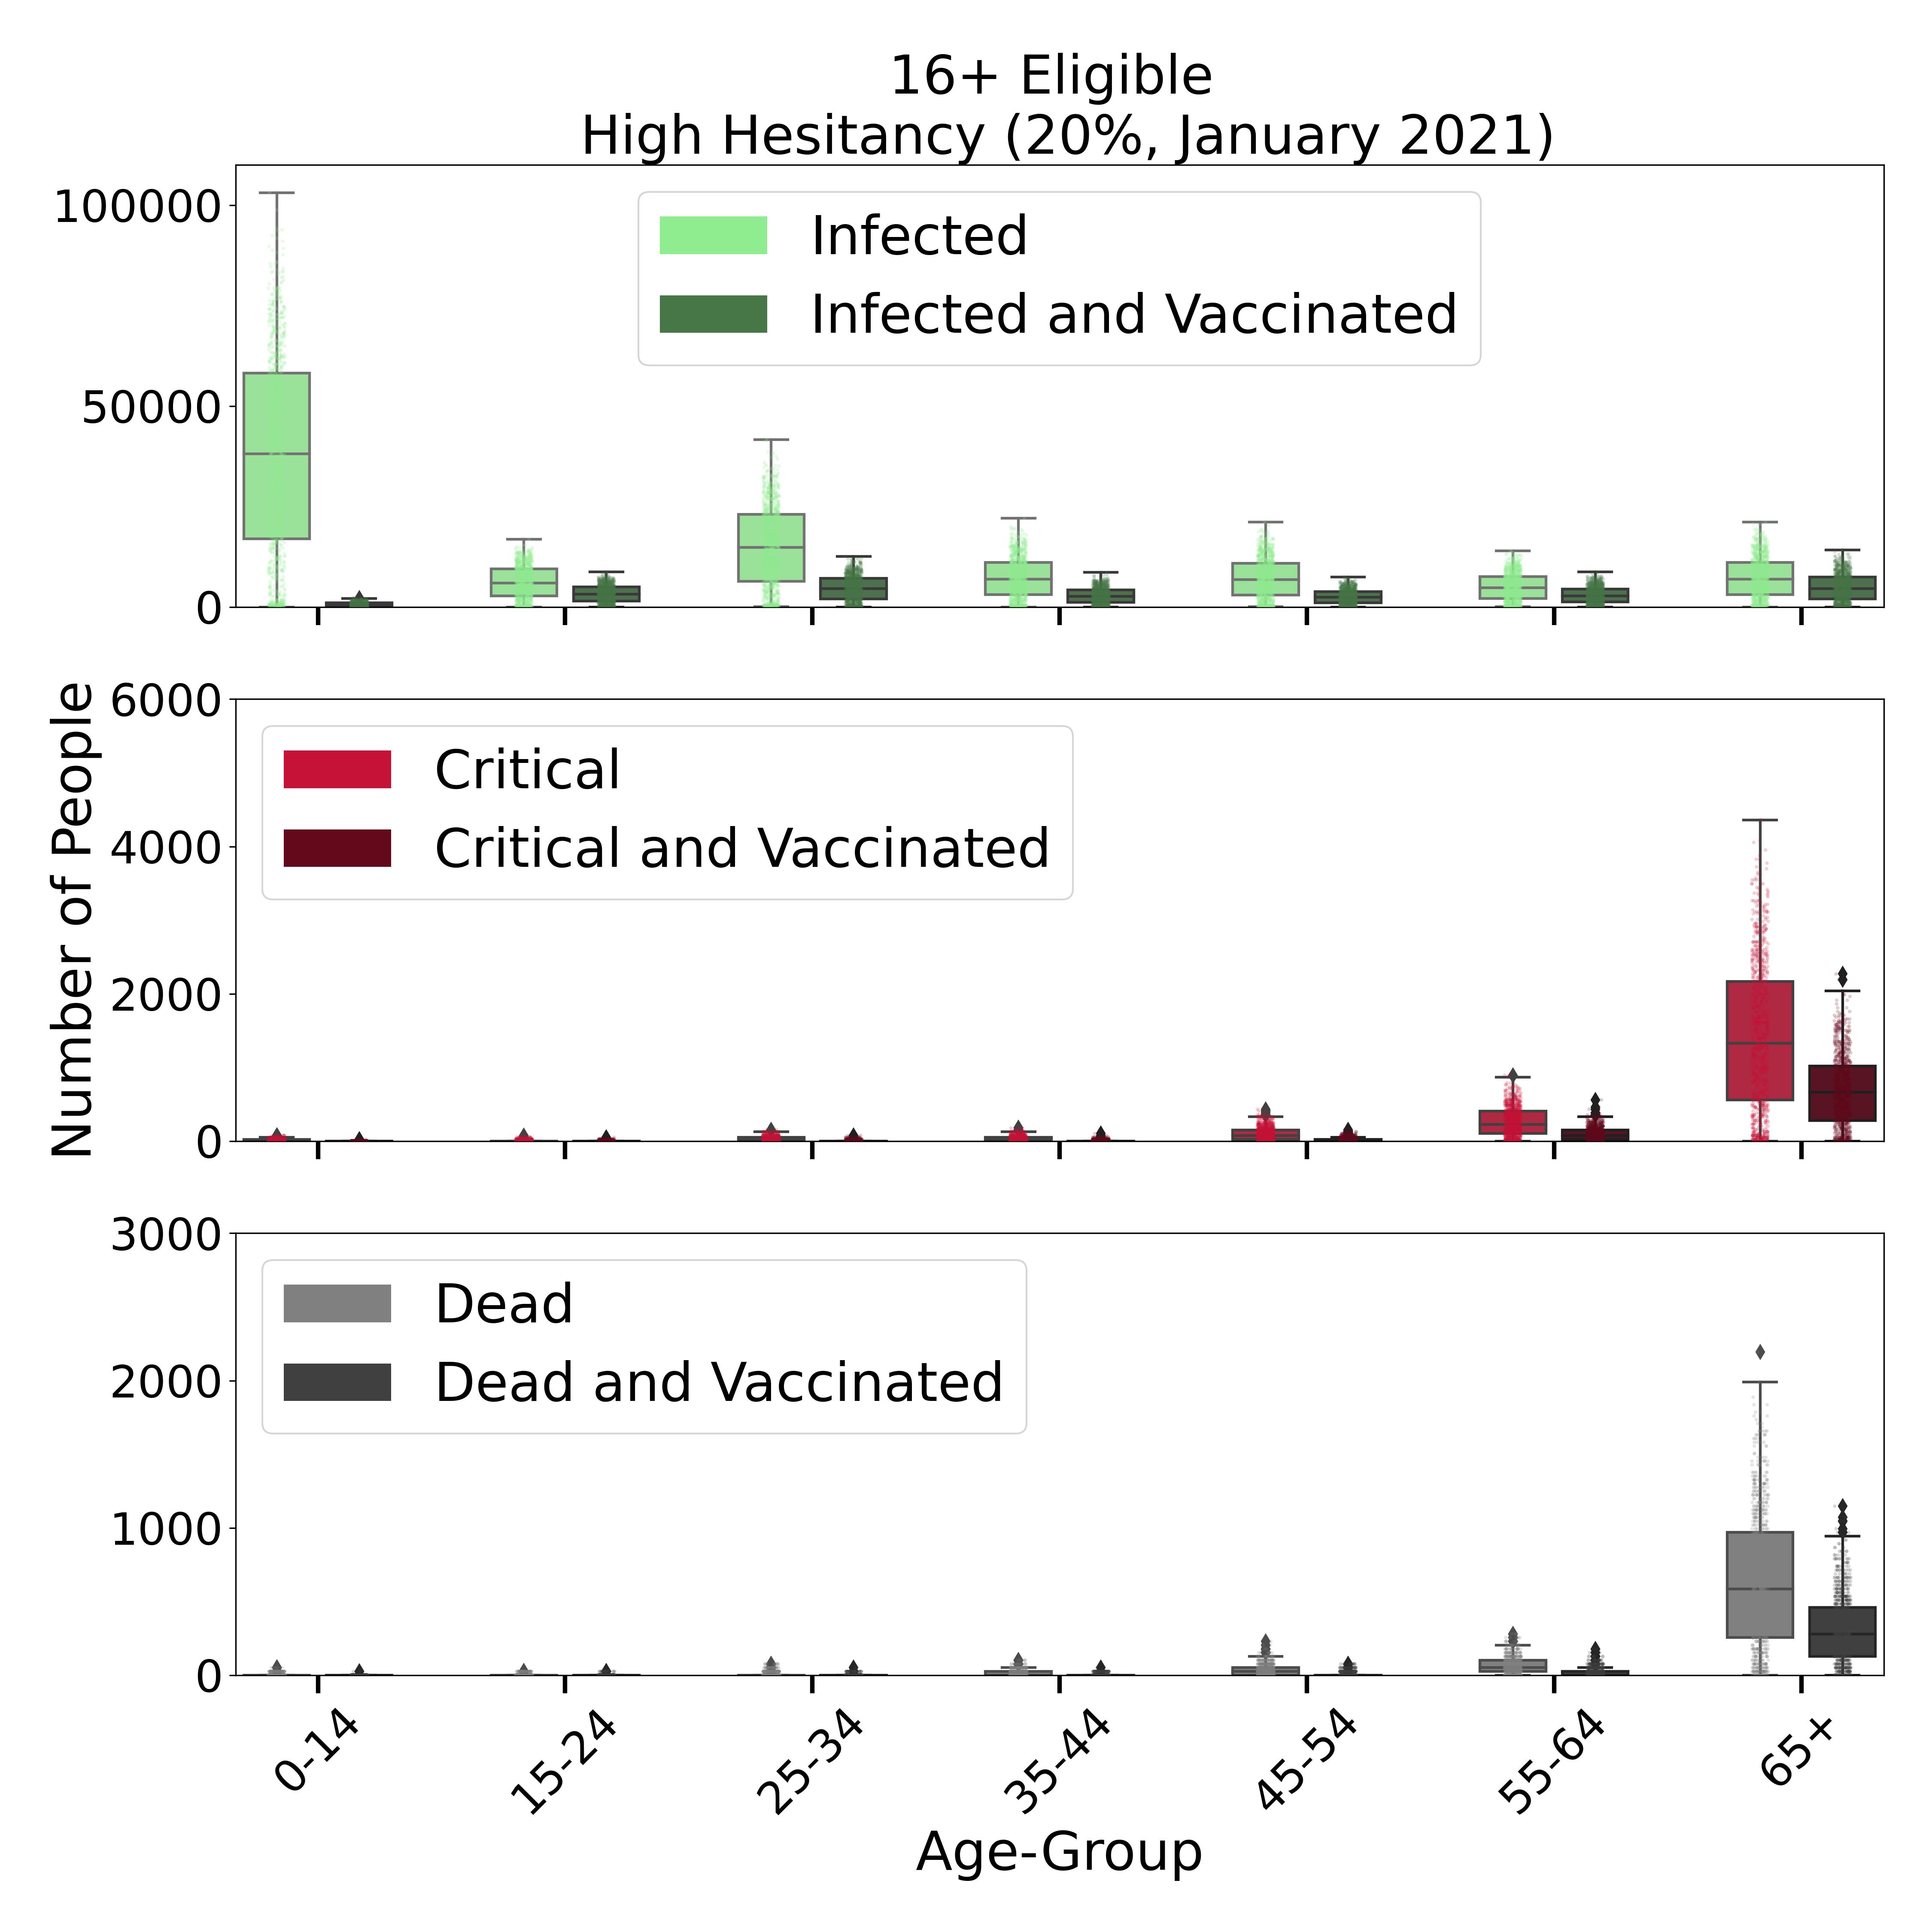 16+ Eligible
High Hesitancy (20%, January 2021)
100000
50000
0
Infected
Infected and Vaccinated
Number of People
6000
4000
2000
0
Critical
Critical and Vaccinated
3000
2000
1000
0
Dead
Dead and Vaccinated
0-14
15-24
25-34
35-44
45-54
55-64
65+
Age-Group